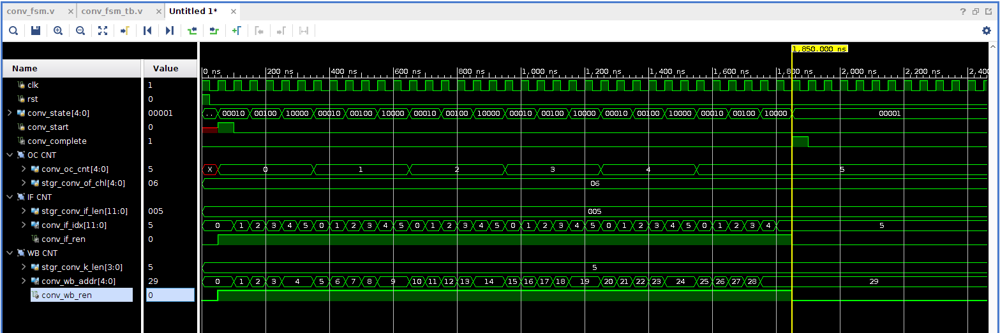 conv_fsm.v × conv_fsm_tb.v × Untitled 1* × ?
1,850.000 ns
Name Value
0 ns 200 ns 400 ns 600 ns 800 ns 1,000 ns 1,200 ns 1,400 ns 1,600 ns 1,800 ns 2,000 ns 2,200 ns 2,400
clk 1
rst 0
conv_state[4:0] 00001 .. 00010 00100 10000 00010 00100 10000 00010 00100 10000 00010 00100 10000 00010 00100 10000 00010 00100 10000 00001
conv_start 0
conv_complete 1
OC CNT
conv_oc_cnt[4:0] 5 X 0 1 2 3 4 5
stgr_conv_of_chl[4:0] 06 06
IF CNT
stgr_conv_if_len[11:0] 005 005
conv_if_idx[11:0] 5 0 1 2 3 4 5 0 1 2 3 4 5 0 1 2 3 4 5 0 1 2 3 4 5 0 1 2 3 4 5 0 1 2 3 4 5
conv_if_ren 0
WB CNT
stgr_conv_k_len[3:0] 5 5
conv_wb_addr[4:0] 29 0 1 2 3 4 5 6 7 8 9 10 11 12 13 14 15 16 17 18 19 20 21 22 23 24 25 26 27 28 29
conv_wb_ren 0